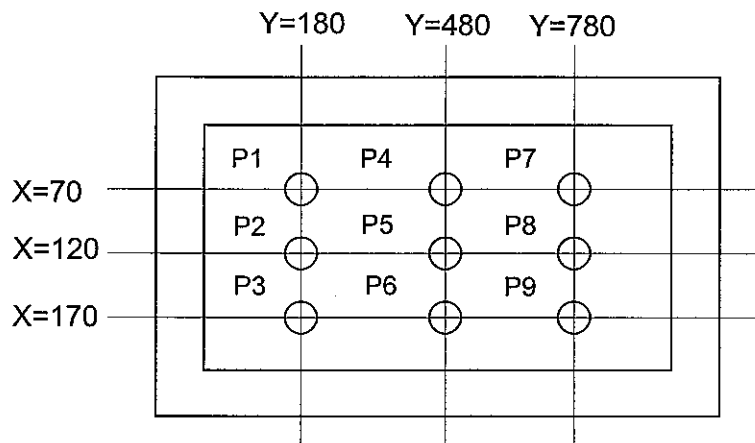 Y=180 Y=480 Y=780
P1 P4 P7
X=70
P2 P5 P8
X=120
P3 P6 P9
X=170